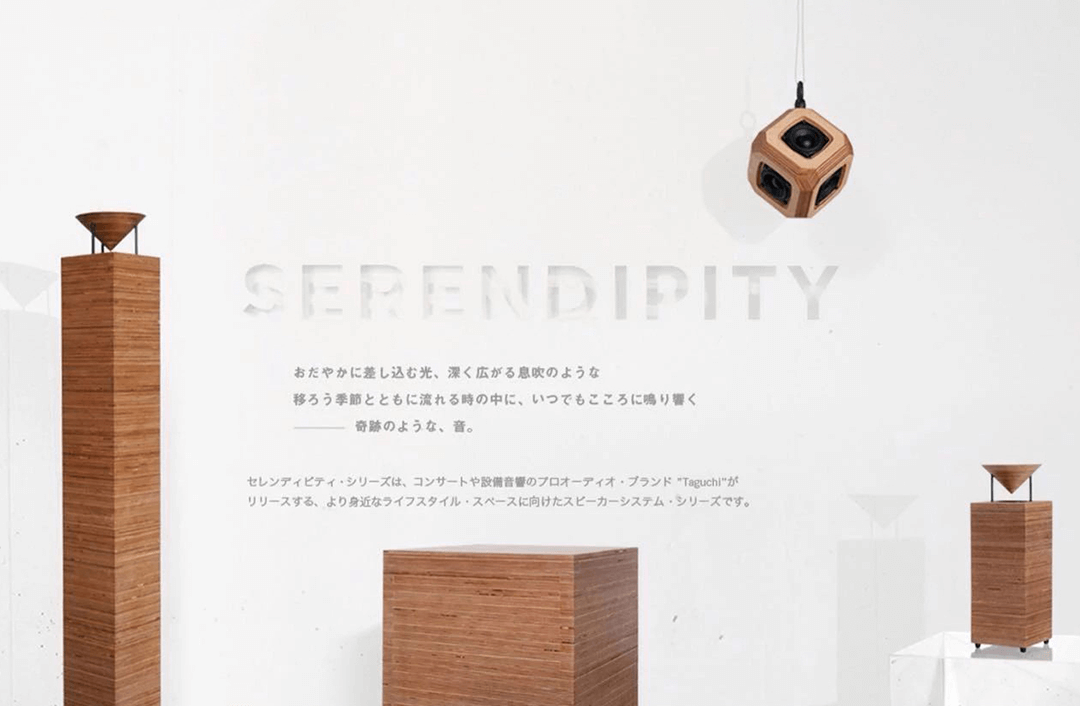 SERENDIPITY
おだやかに差し込む光、深く広がる息吹のような
移ろう季節とともに流れる時の中に、いつでもこころに鳴り響く
奇跡のような、音。
セレンディピティ・シリーズは、コンサートや設備音響のプロオーディオ・ブランド "Taguchi"が
リリースする、より身近なライフスタイル・スペースに向けたスピーカーシステム・シリーズです。